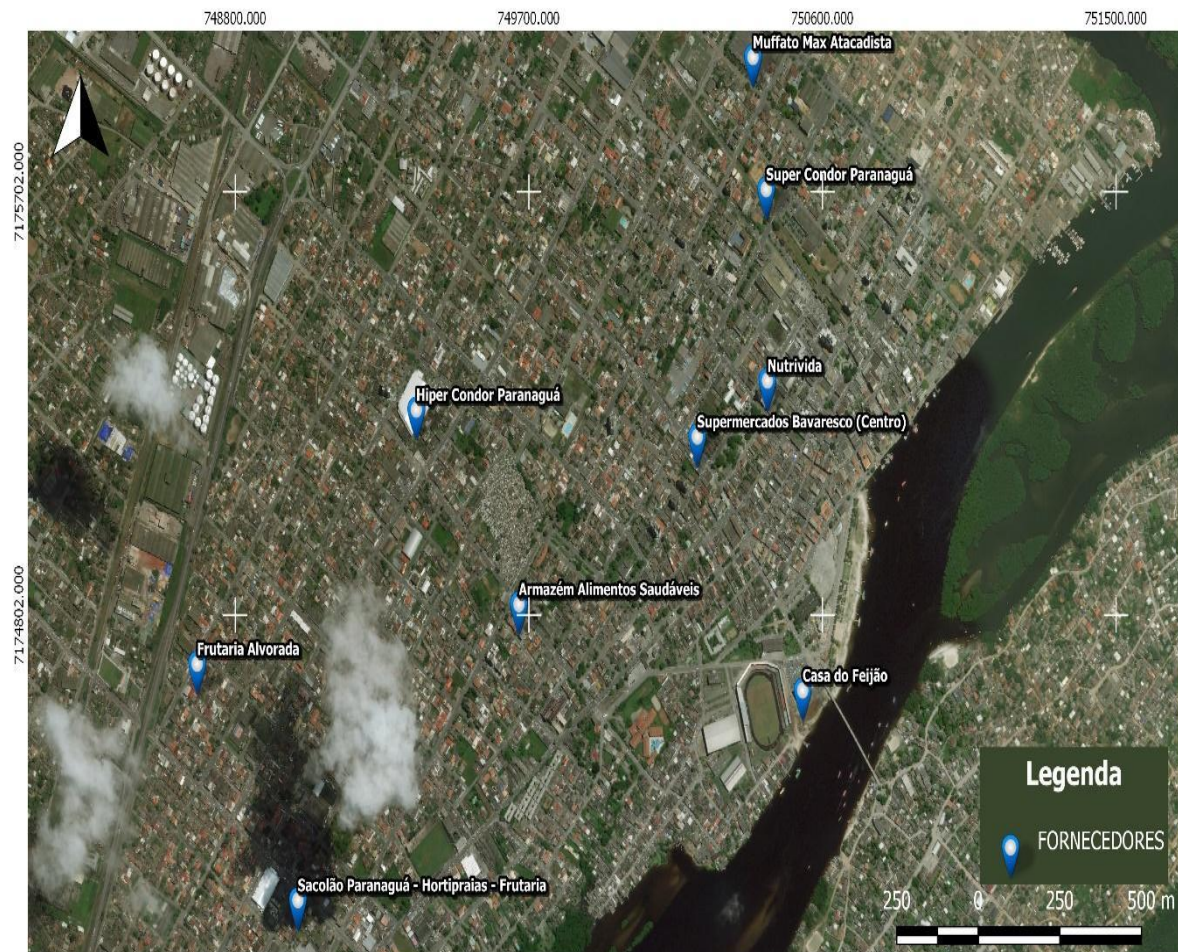 748800.000 749700.000 750600.000 751500.000
Muffato Max Atacadista
7175702.000
Super Condor Paranaguá
Nutrivida
Hiper Condor Paranaguá
Supermercados Bavaresco (Centro)
Armazém Alimentos Saudáveis
7174802.000
Frutaria Alvorada
Casa do Feijão
Legenda
FORNECEDORES
Sacolão Paranaguá - Hortipraias - Frutaria
250 0 250 500 m